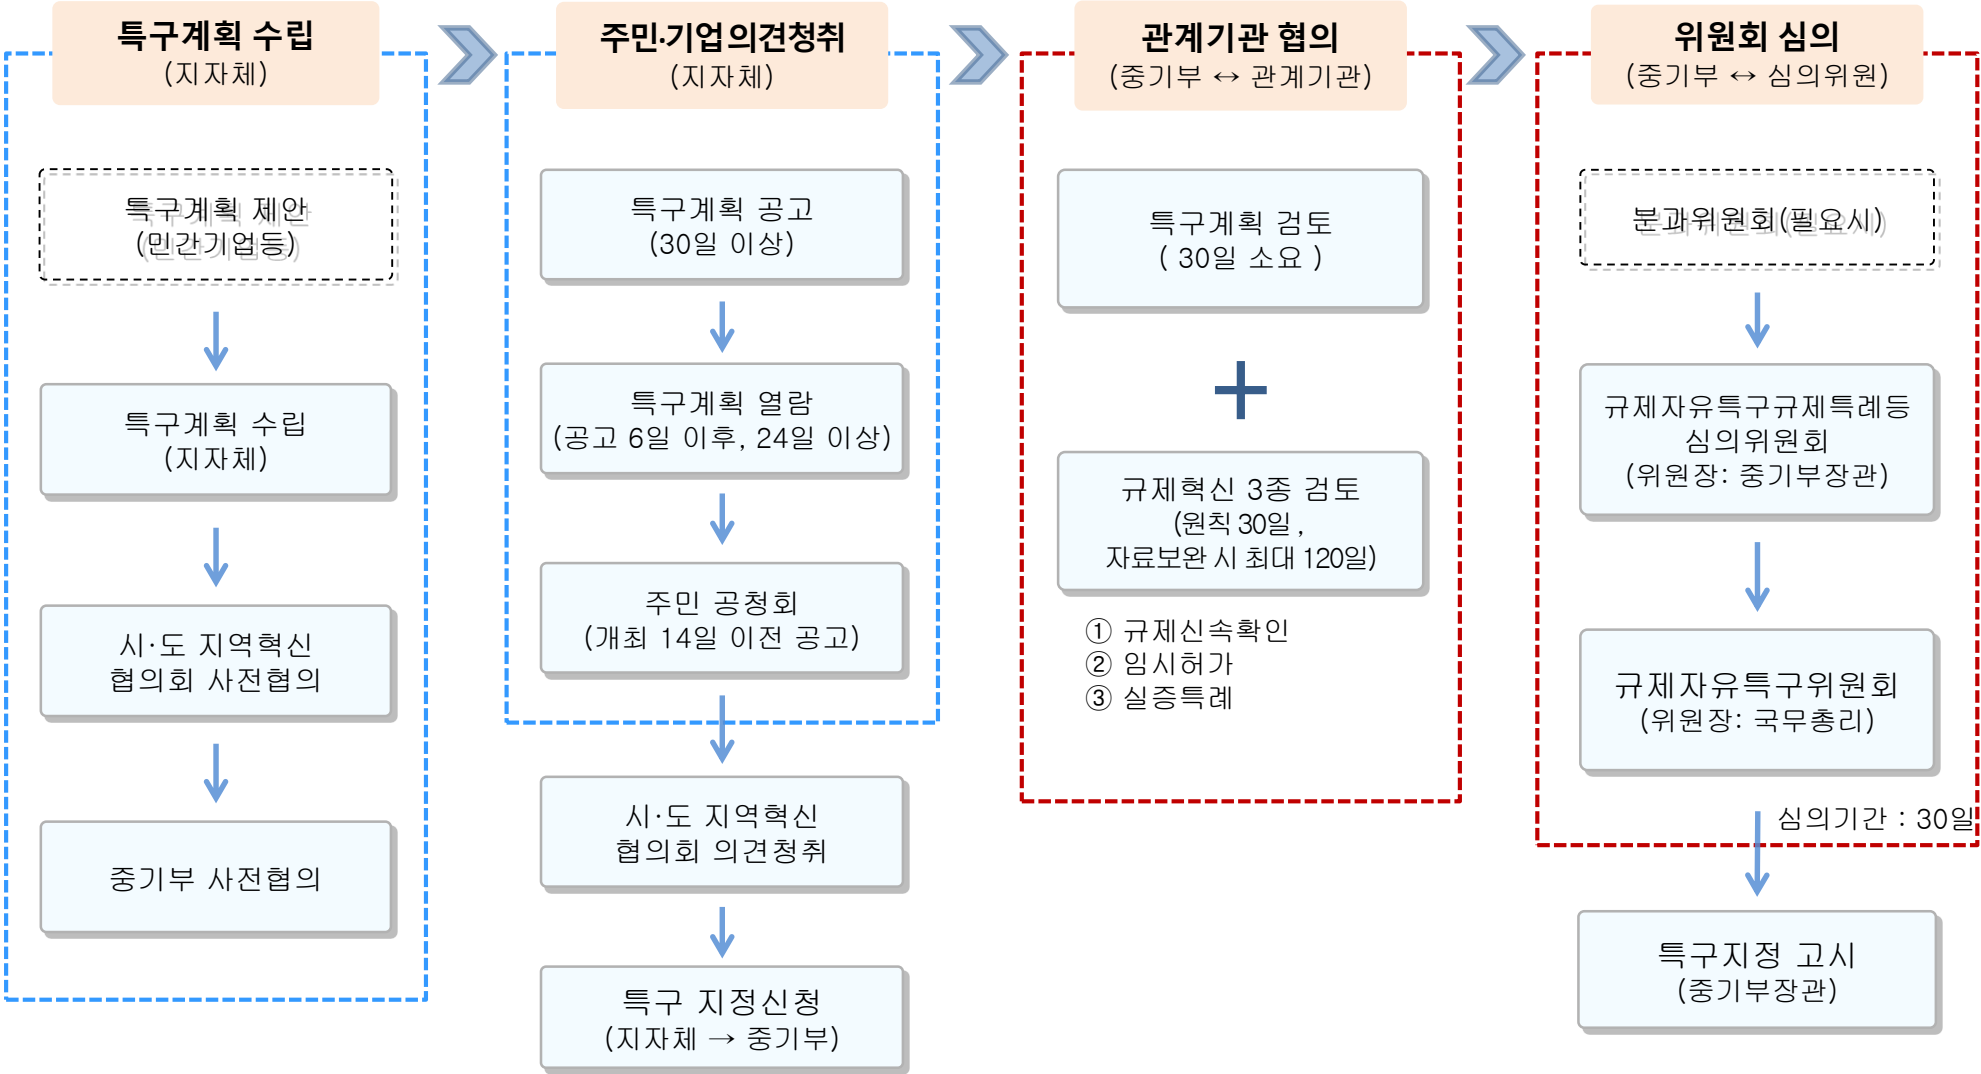 특구계획 수립
(지자체)
특구계획 제안
(민간기업등)
특구계획 수립
(지자체)
시·도 지역혁신
협의회 사전협의
중기부 사전협의
주민·기업 의견청취
(지자체)
특구계획 공고
(30일 이상)
특구계획 열람
(공고 6일 이후, 24일 이상)
주민 공청회
(개최 14일 이전 공고)
시·도 지역혁신
협의회 의견청취
특구 지정신청
(지자체 → 중기부)
관계기관 협의
(중기부 ↔ 관계기관)
특구계획 검토
( 30일 소요 )
규제혁신 3종 검토
(원칙 30일 ,
자료보완 시 최대 120일)
① 규제신속확인
② 임시허가
③ 실증특례
위원회 심의
(중기부 ↔ 심의위원)
분과위원회(필요시)
규제자유특구규제특례등
심의위원회
(위원장: 중기부장관)
규제자유특구위원회
(위원장: 국무총리)
심의기간 : 30일
특구지정 고시
(중기부장관)